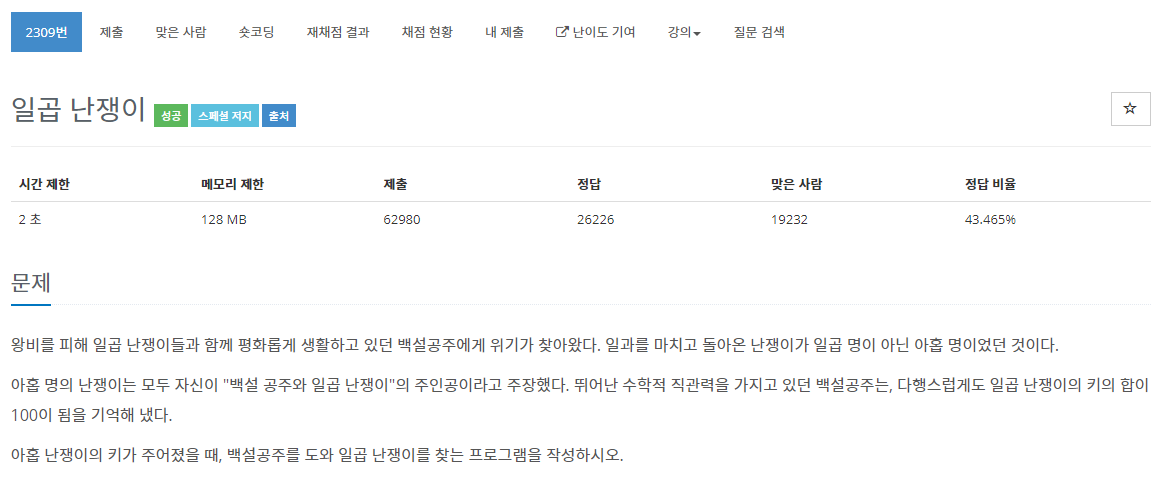 2309번 제출 맞은 사람 숏코딩 재채점 결과 채점 현황 내 제출 난이도 기여 강의 질문 검색
일곱 난쟁이 성공 스페셜 저지 출처
시간 제한 메모리 제한 제출 정답 맞은 사람 정답 비율
2 초 128 MB 62980 26226 19232 43.465%
문제
왕비를 피해 일곱 난쟁이들과 함께 평화롭게 생활하고 있던 백설공주에게 위기가 찾아왔다. 일과를 마치고 돌아온 난쟁이가 일곱 명이 아닌 아홉 명이었던 것이다.
아홉 명의 난쟁이는 모두 자신이 "백설 공주와 일곱 난쟁이"의 주인공이라고 주장했다. 뛰어난 수학적 직관력을 가지고 있던 백설공주는, 다행스럽게도 일곱 난쟁이의 키의 합이
100이 됨을 기억해 냈다.
아홉 난쟁이의 키가 주어졌을 때, 백설공주를 도와 일곱 난쟁이를 찾는 프로그램을 작성하시오.